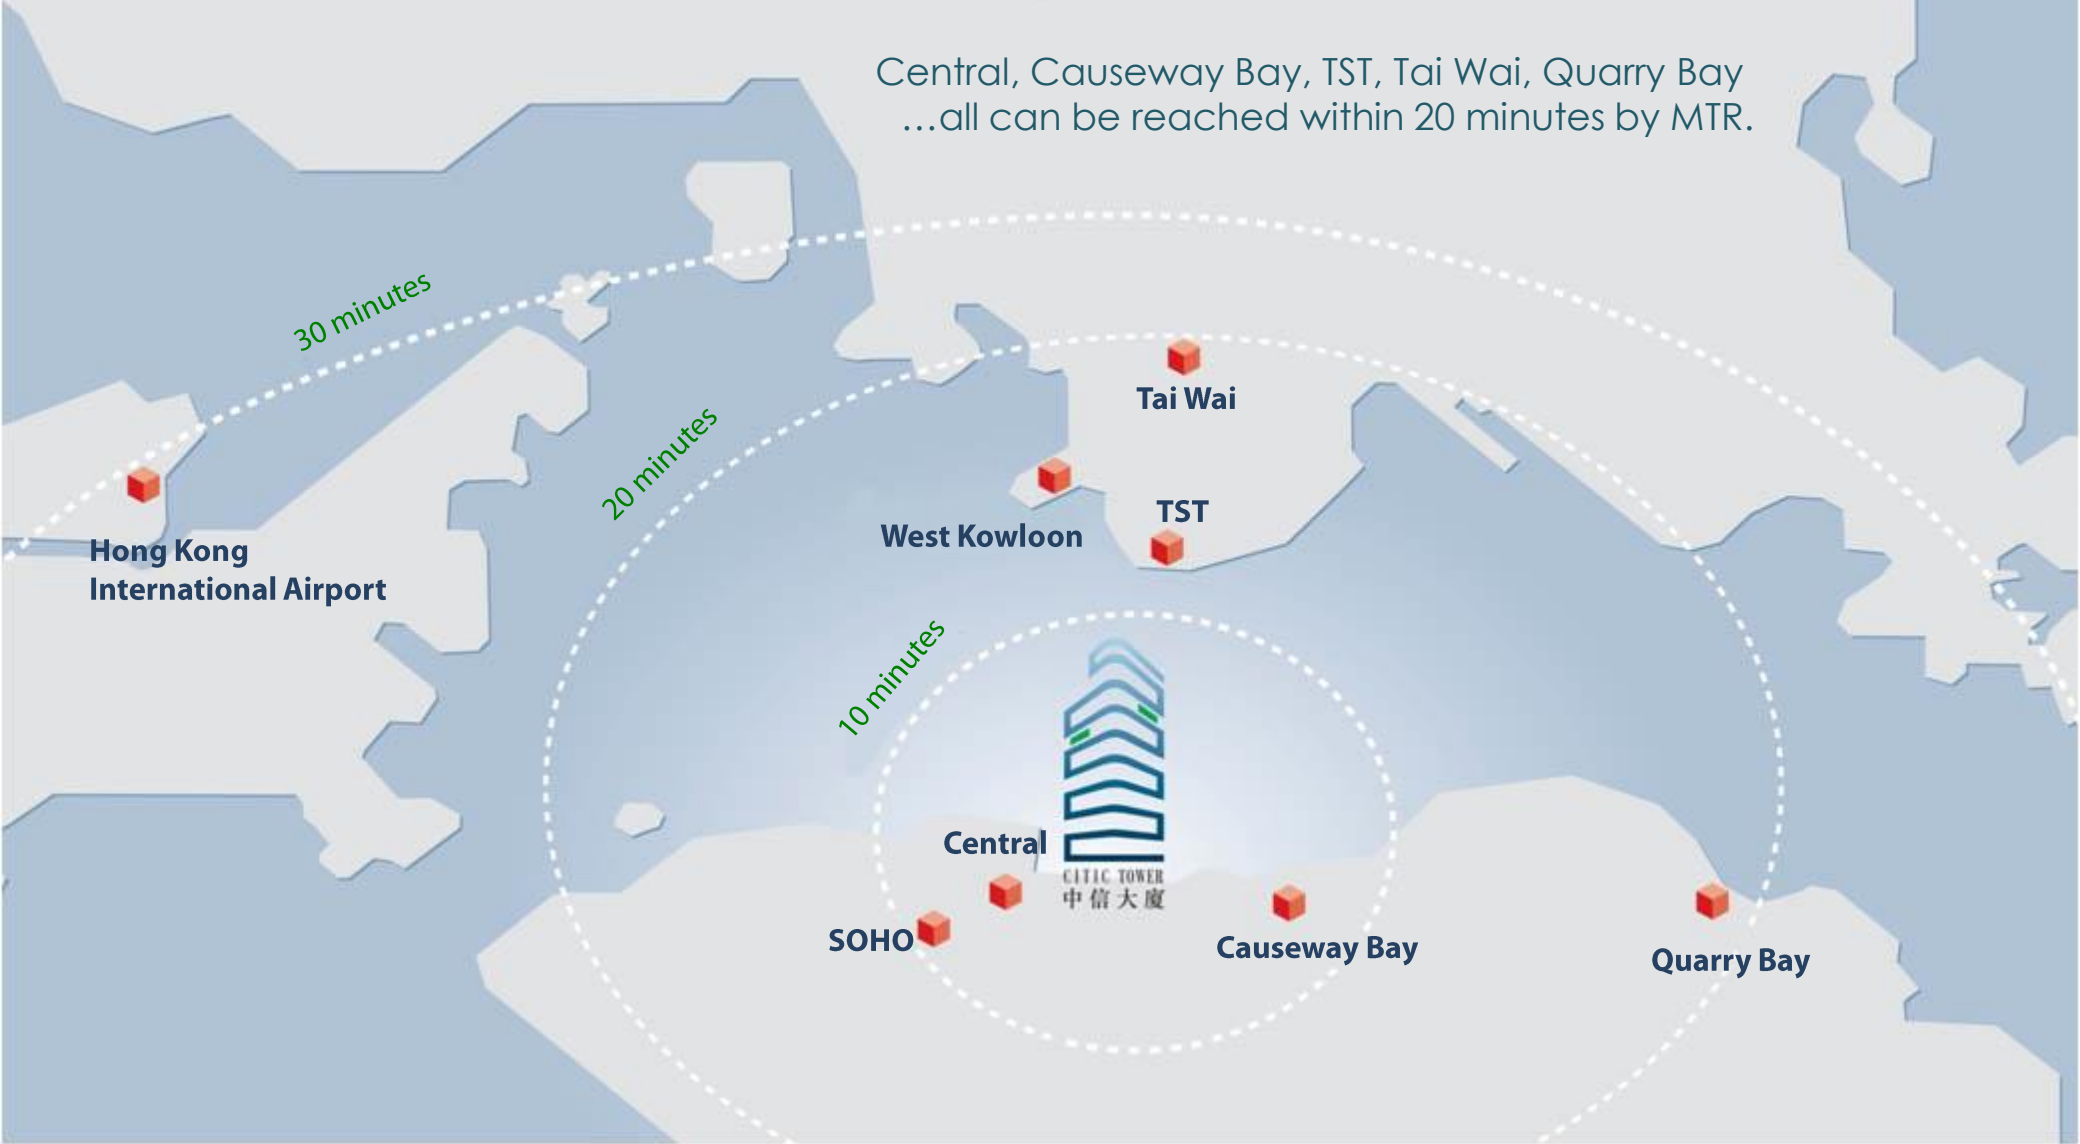 Central, Causeway Bay, TST, Tai Wai, Quarry Bay
…all can be reached within 20 minutes by MTR.
30 minutes
20 minutes
10 minutes
Tai Wai
TST
West Kowloon
Hong Kong
International Airport
Central
CITIC TOWER
中信大廈
SOHO
Causeway Bay
Quarry Bay